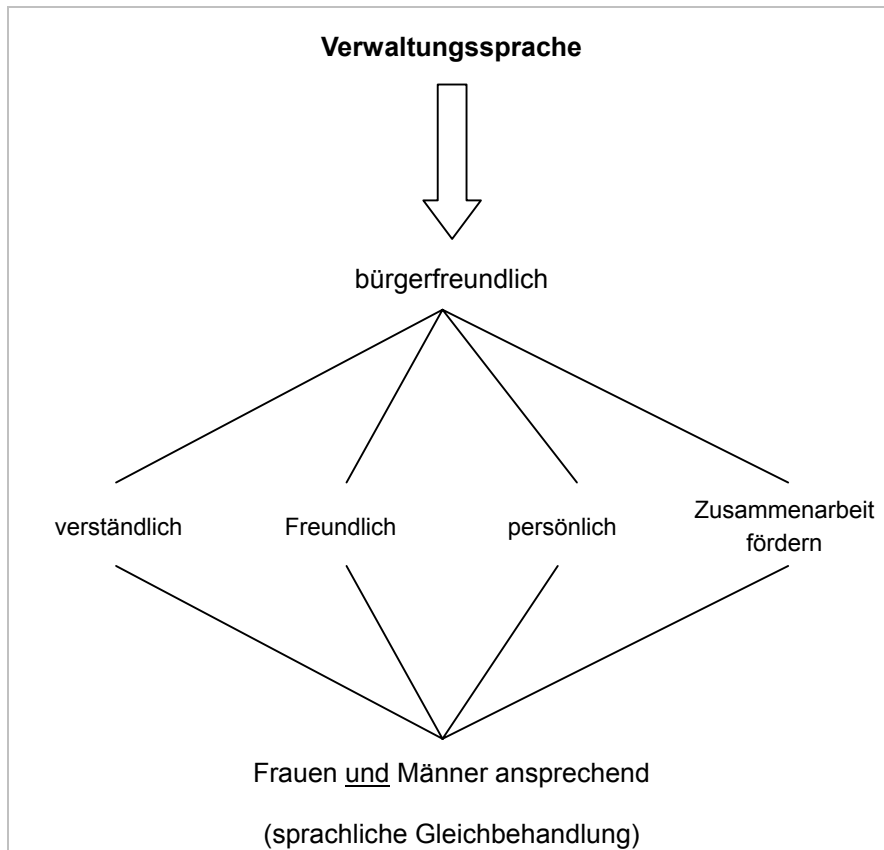 Verwaltungssprache
bürgerfreundlich
verständlich
Freundlich
persönlich
Zusammenarbeit
fördern
Frauen und Männer ansprechend
(sprachliche Gleichbehandlung)